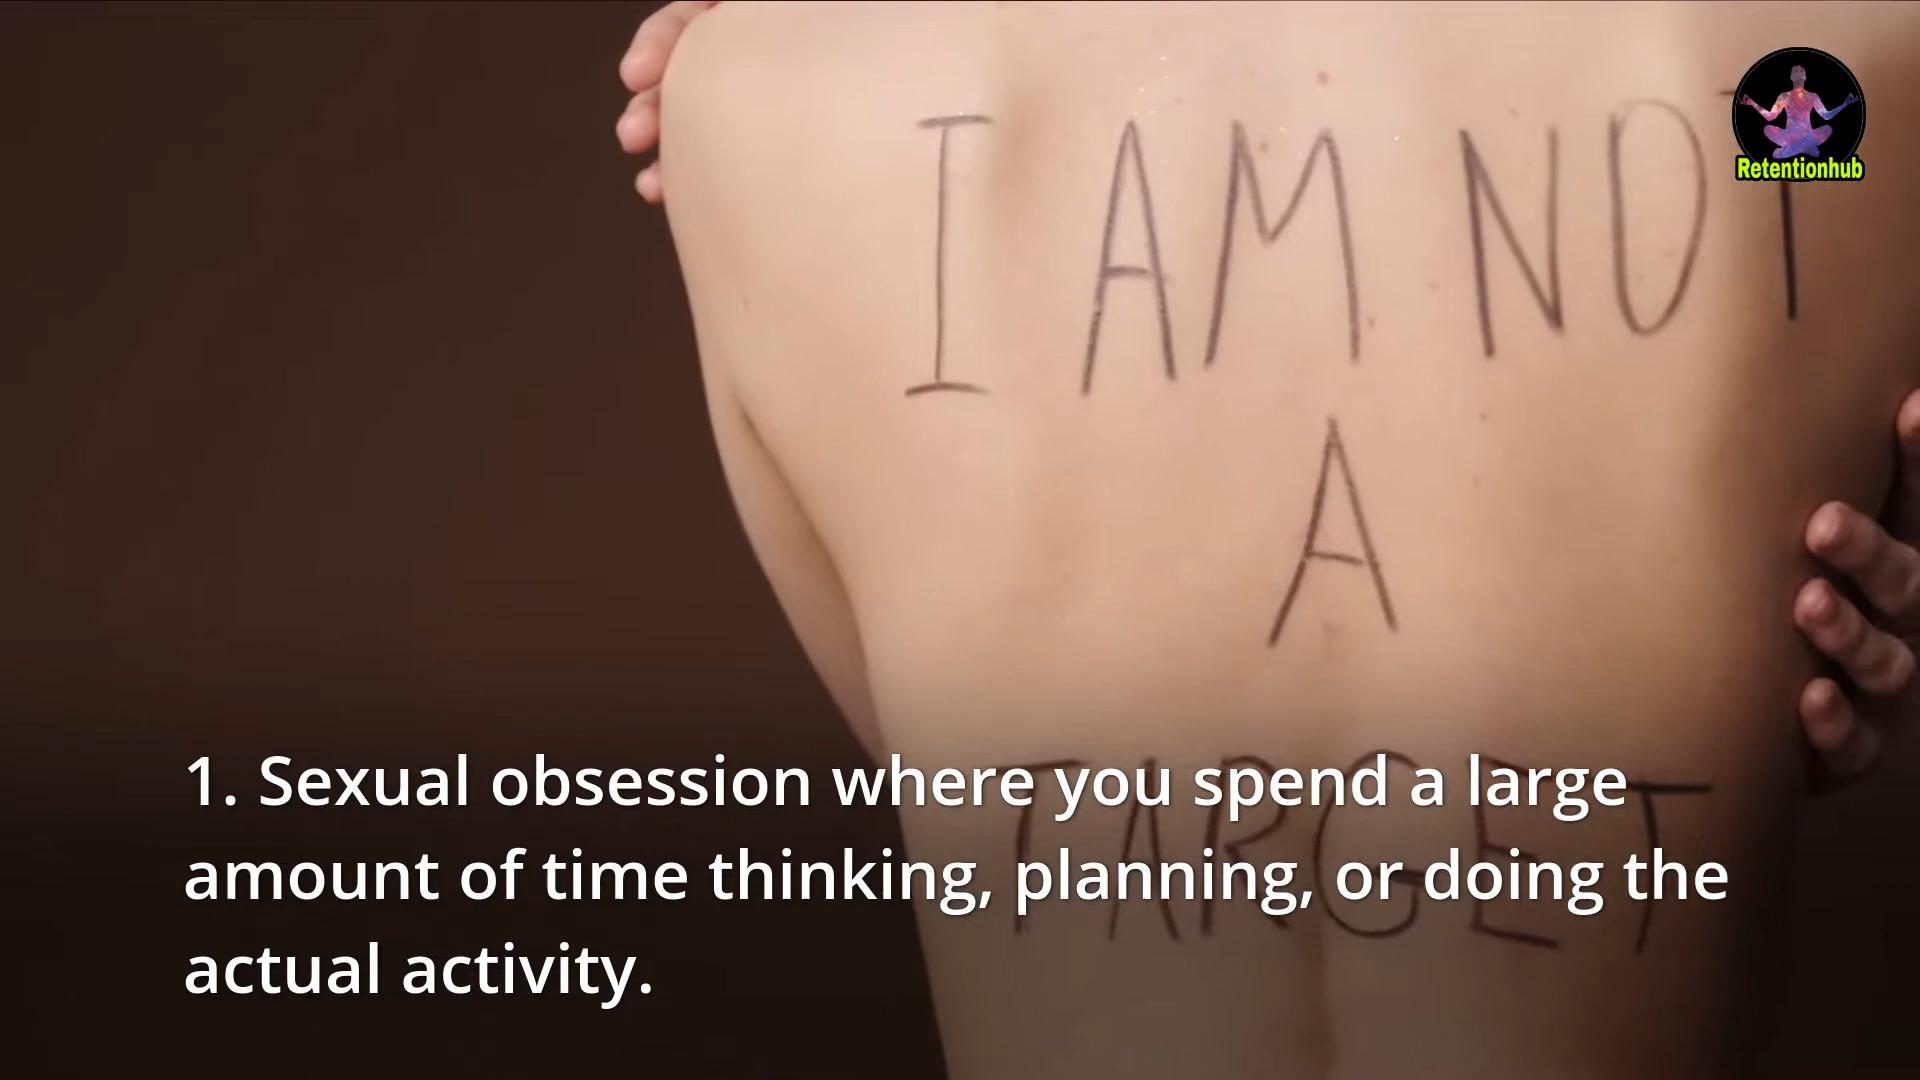 I AM NOT
A
TARGET
Retentionhub
1. Sexual obsession where you spend a large
amount of time thinking, planning, or doing the
actual activity.